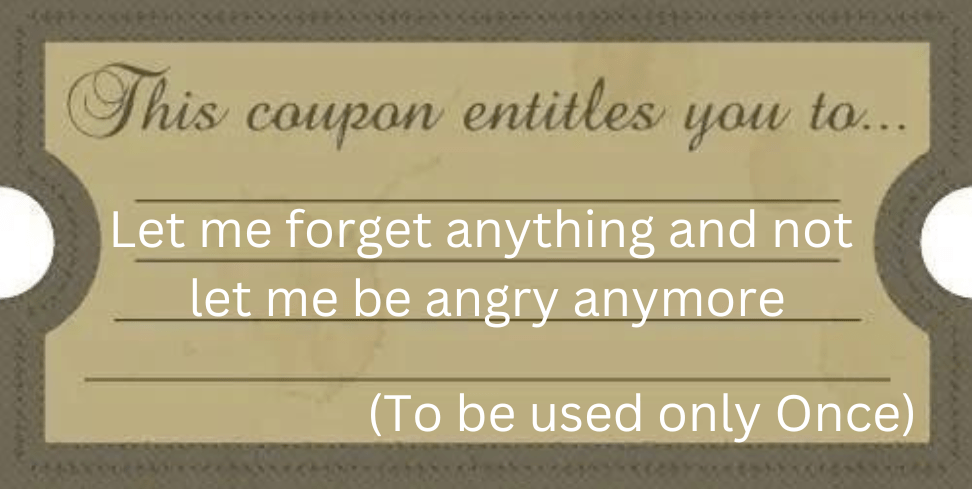 This coupon entitles you to...
Let me forget anything and not
let me be angry anymore
(To be used only Once)